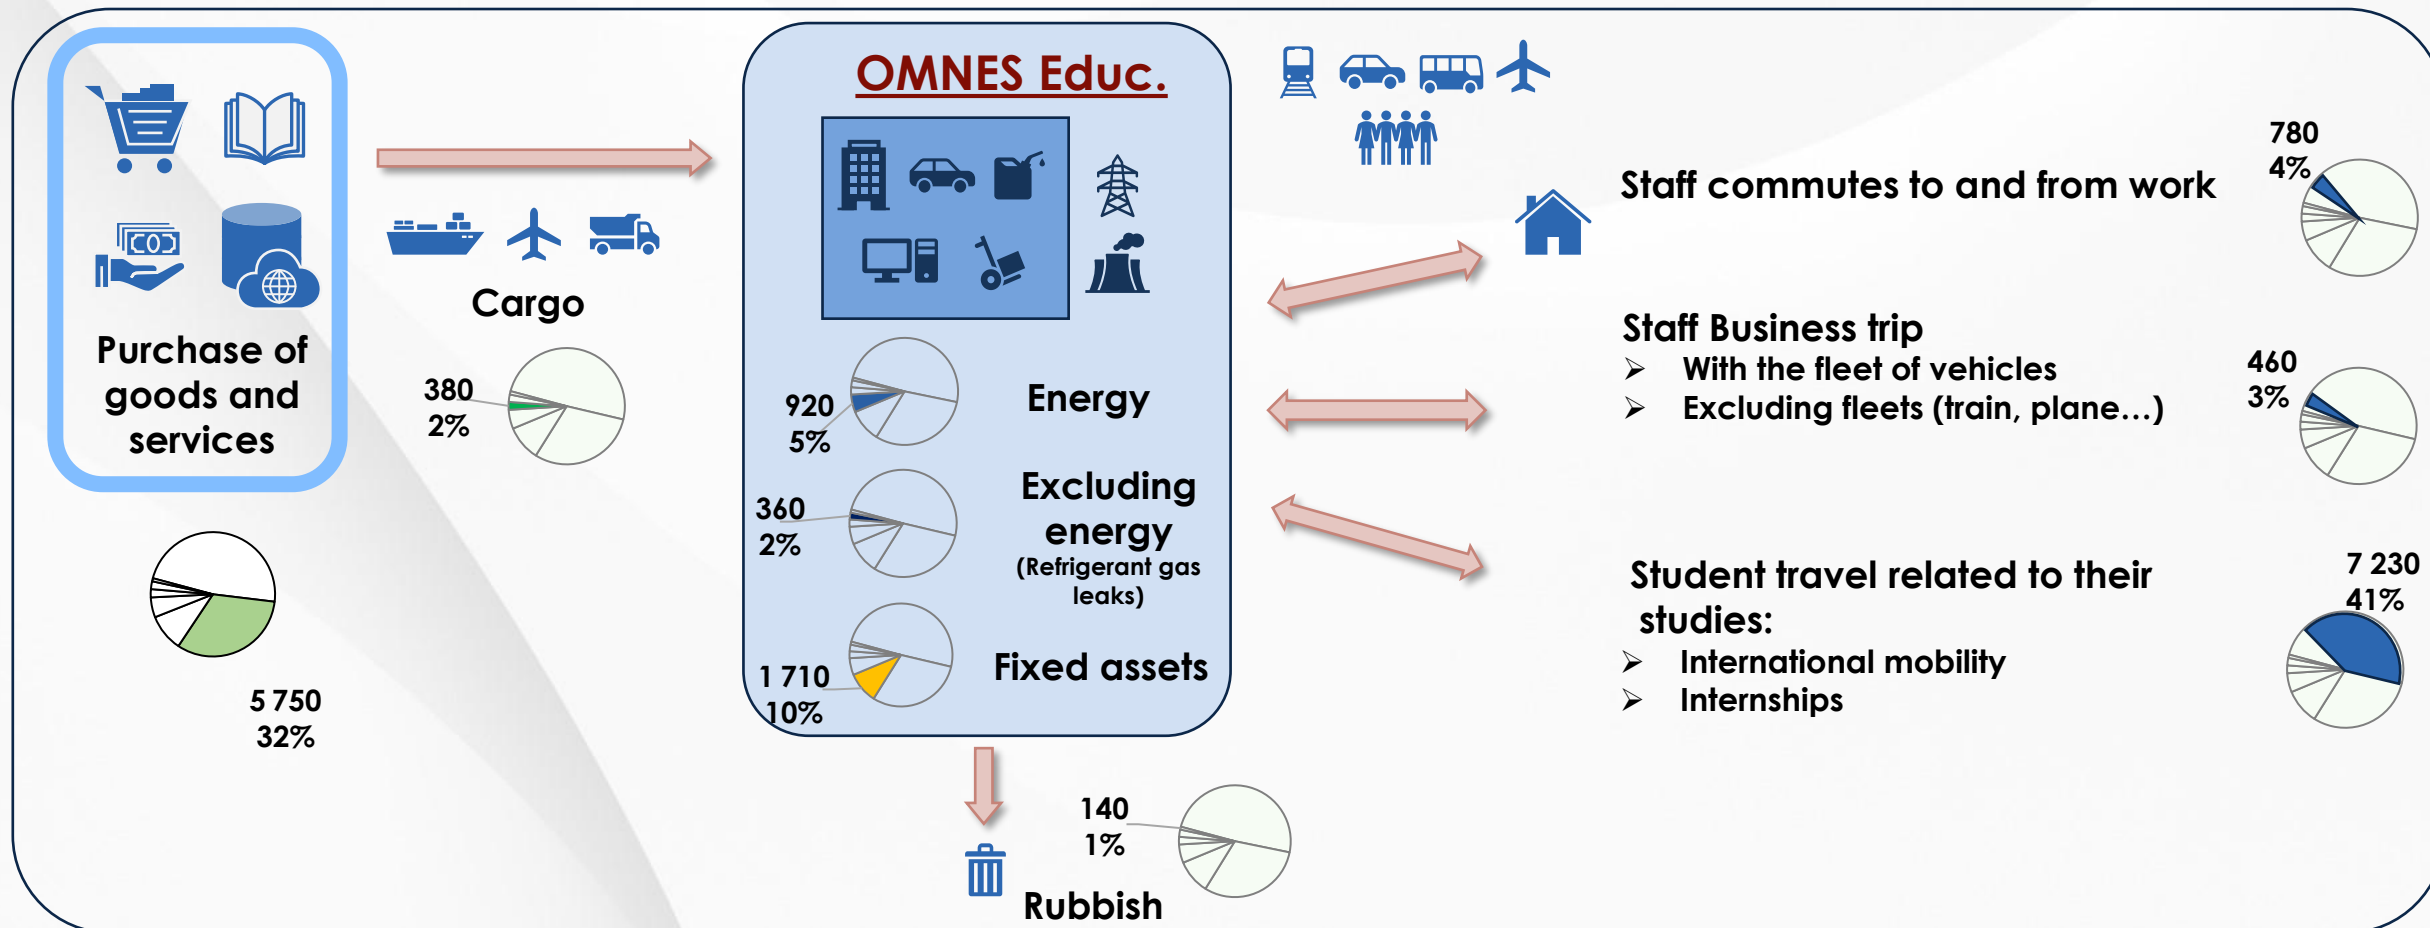 Purchase of
goods and
services
5 750
32%
Cargo
380
2%
OMNES Educ.
920
5%
Energy
360
2%
Excluding
energy
(Refrigerant gas
leaks)
1 710
10%
Fixed assets
140
1%
Rubbish
Staff commutes to and from work
780
4%
Staff Business trip
➢ With the fleet of vehicles
➢ Excluding fleets (train, plane…)
460
3%
Student travel related to their
studies:
➢ International mobility
➢ Internships
7 230
41%